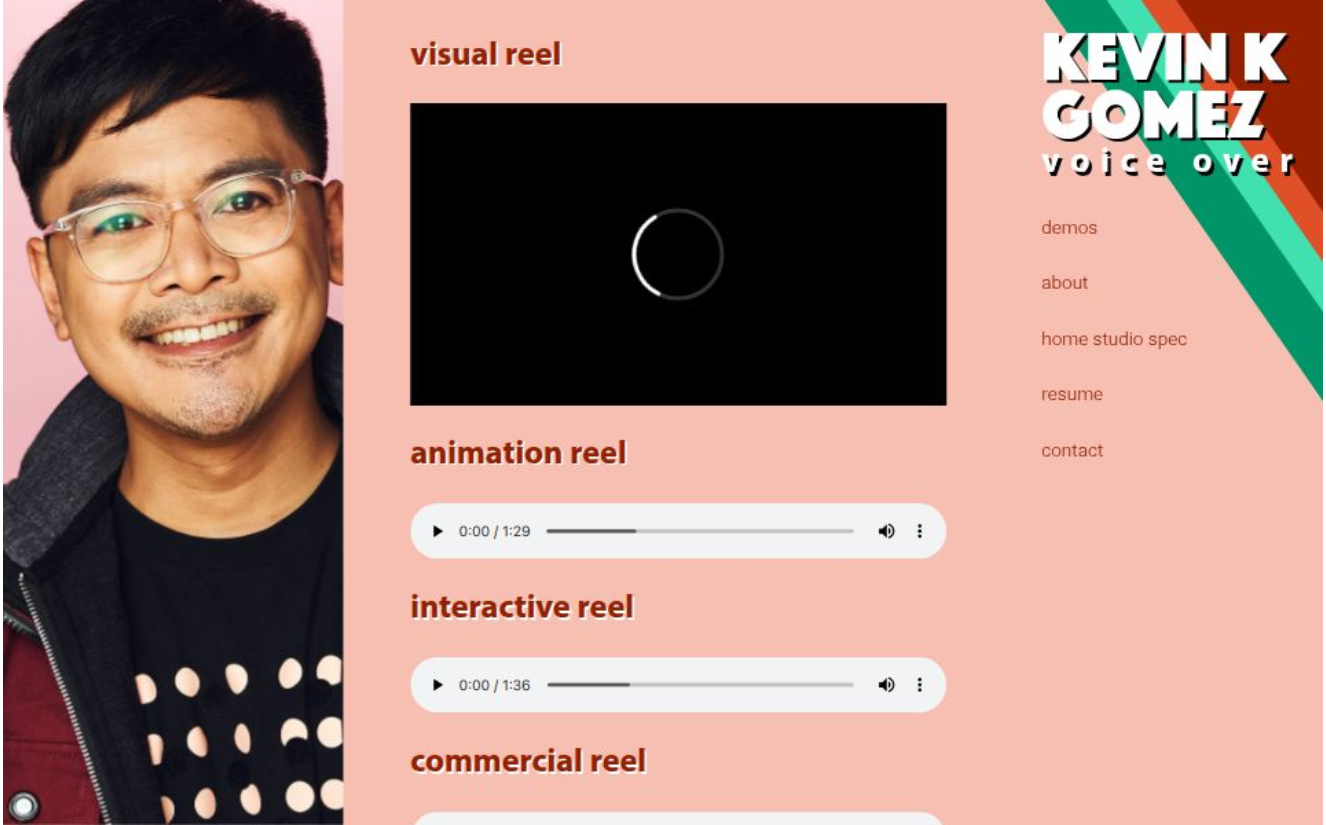 visual reel
animation reel
0:00 / 1:29
interactive reel
0:00 / 1:36
commercial reel
KEVIN K
GOMEZ
voice over
demos
about
home studio spec
resume
contact